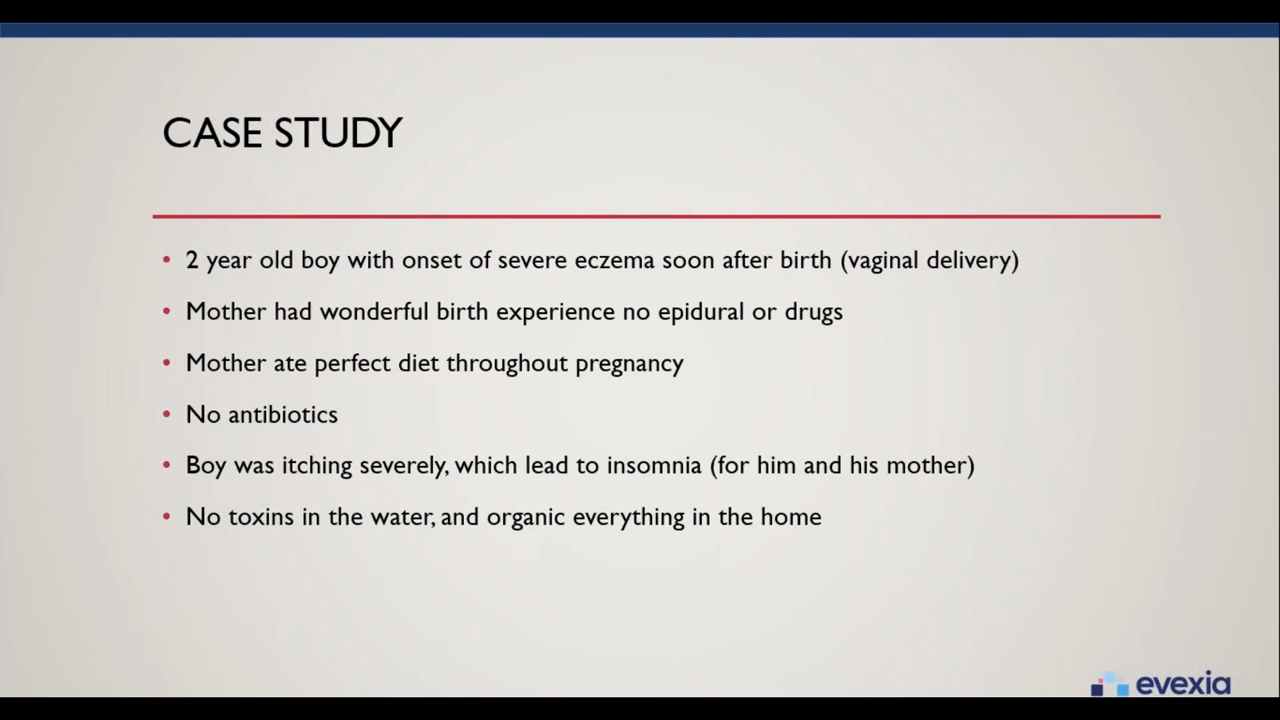 CASE STUDY
• 2 year old boy with onset of severe eczema soon after birth (vaginal delivery)
• Mother had wonderful birth experience no epidural or drugs
• Mother ate perfect diet throughout pregnancy
• No antibiotics
• Boy was itching severely, which lead to insomnia (for him and his mother)
• No toxins in the water, and organic everything in the home
evexia